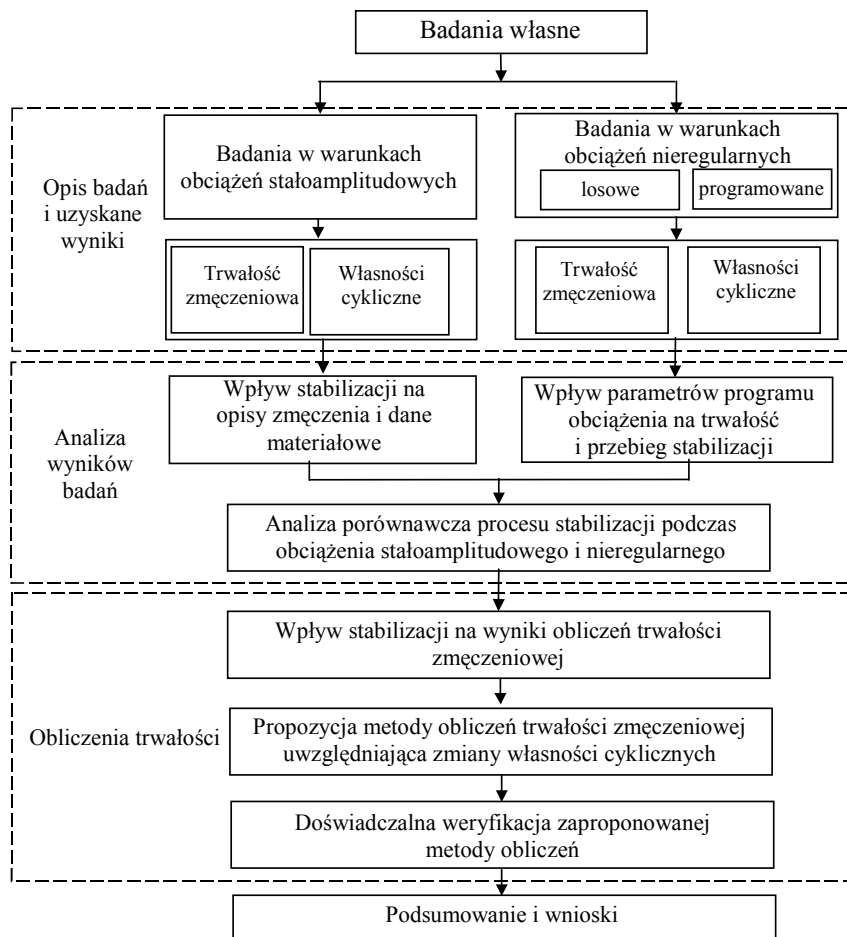 Badania własne
Opis badań
i uzyskane
wyniki
Badania w warunkach
obciążeń stałoamplitudowych
Badania w warunkach
obciążeń nieregularnych
losowe
programowane
Trwałość
zmęczeniowa
Własności
cykliczne
Trwałość
zmęczeniowa
Własności
cykliczne
Analiza
wyników
badań
Wpływ stabilizacji na
opisy zmęczenia i dane
materiałowe
Wpływ parametrów programu
obciążenia na trwałość
i przebieg stabilizacji
Analiza porównawcza procesu stabilizacji podczas
obciążenia stałoamplitudowego i nieregularnego
Obliczenia trwałości
Wpływ stabilizacji na wyniki obliczeń trwałości
zmęczeniowej
Propozycja metody obliczeń trwałości zmęczeniowej
uwzględniająca zmiany własności cyklicznych
Doświadczalna weryfikacja zaproponowanej
metody obliczeń
Podsumowanie i wnioski